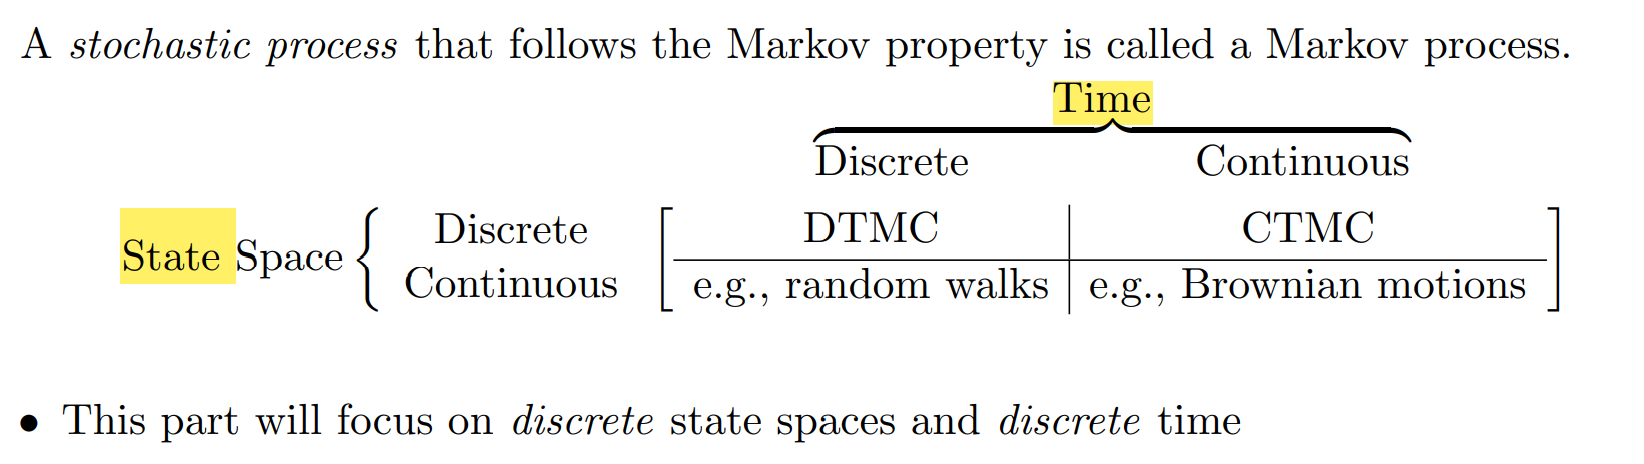 A stochastic process that follows the Markov property is called a Markov process.
Time
Discrete Continuous
State Space { Discrete DTMC CTMC
Continuous e.g., random walks e.g., Brownian motions
• This part will focus on discrete state spaces and discrete time